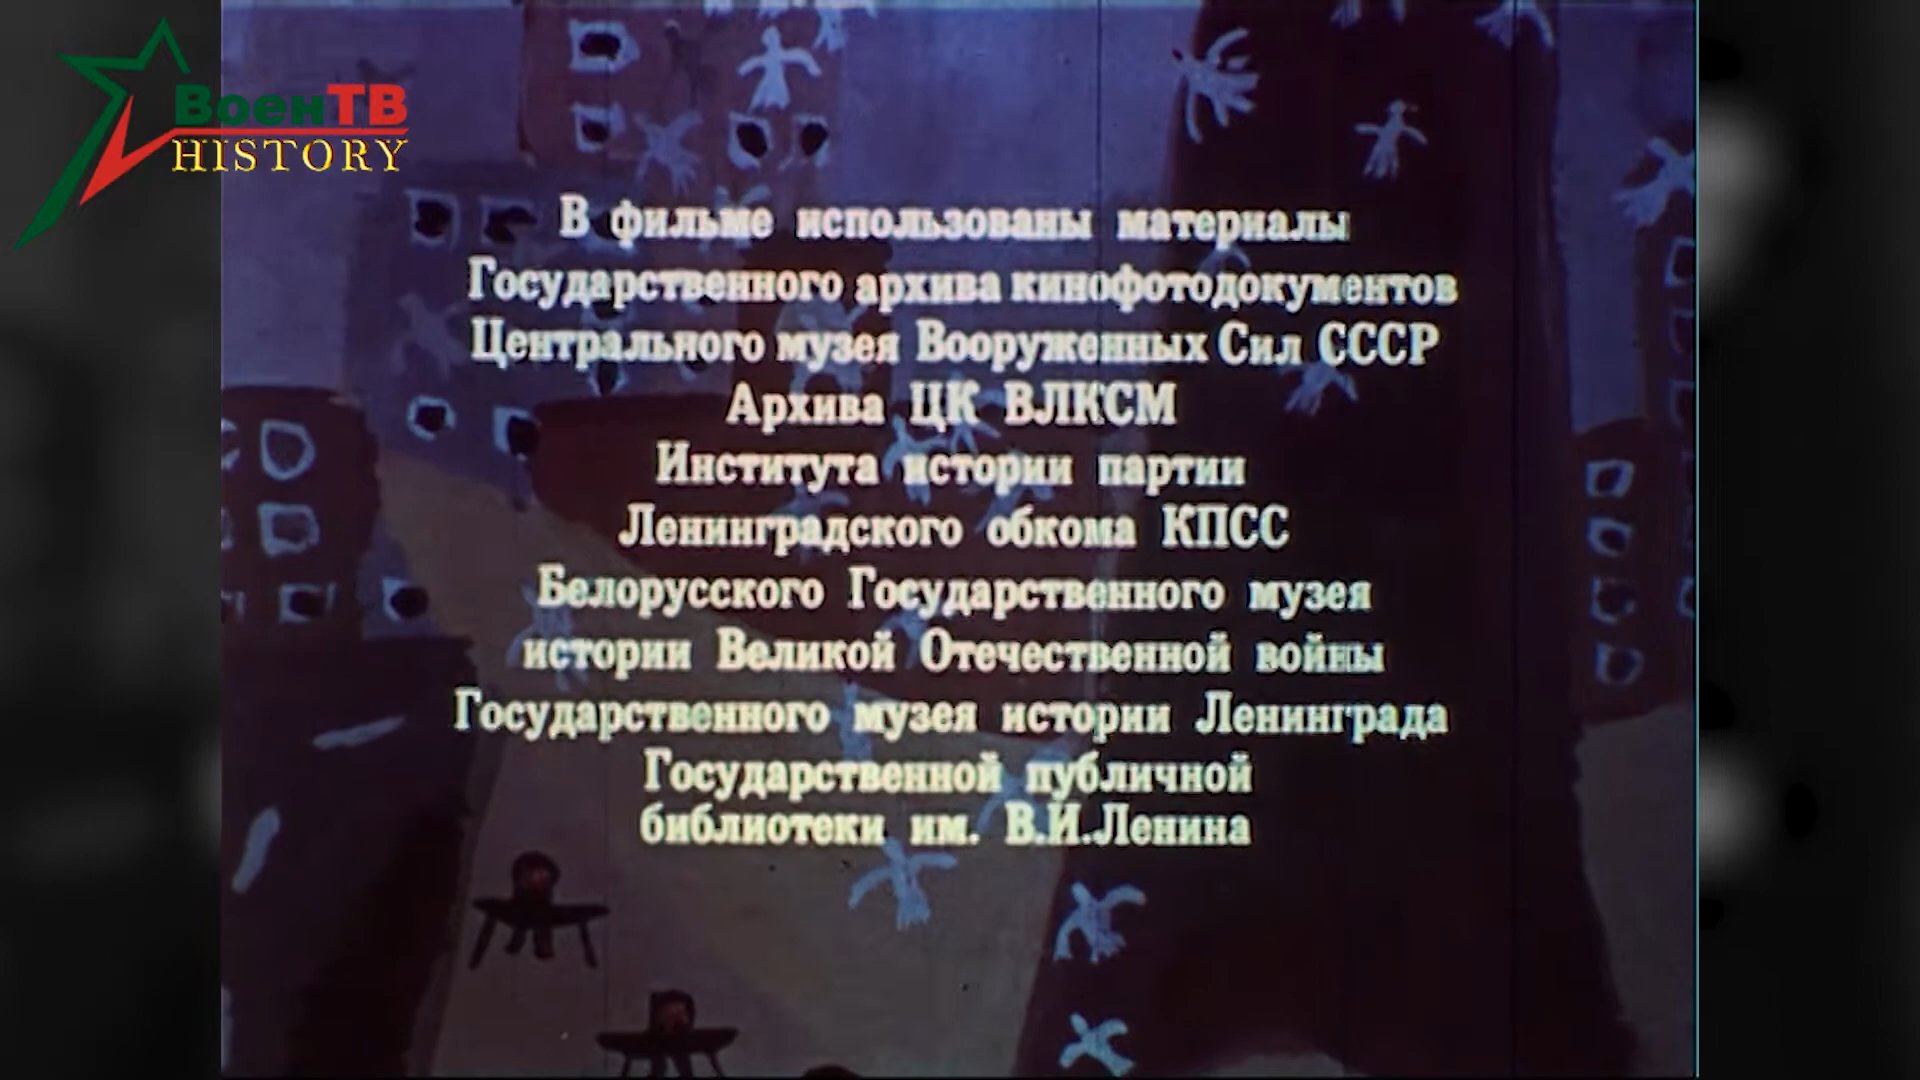 ВоенТВ
HISTORY
В фильме использованы материалы
Государственного архива кинофотодокументов
Центрального музея Вооруженных Сил СССР
Архива ЦК ВЛКСМ
Института истории партии
Ленинградского обкома КПСС
Белорусского Государственного музея
истории Великой Отечественной войны
Государственного музея истории Ленинграда
Государственной публичной
библиотеки им. В.И.Ленина